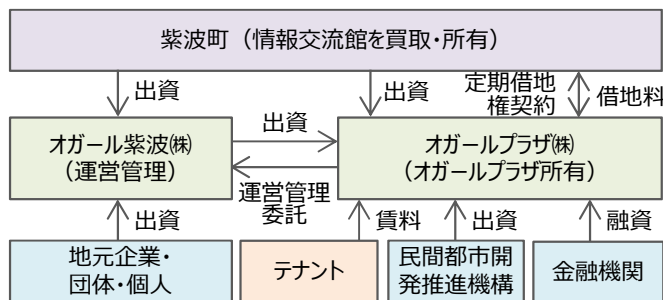 紫波町（情報交流館を買取・所有）
出資
出資
定期借地
権契約
借地料
オガール紫波㈱
（運営管理）
出資
運営管理
委託
オガールプラザ㈱
（オガールプラザ所有）
出資
賃料
出資
融資
地元企業・
団体・個人
テナント
民間都市開
発推進機構
金融機関